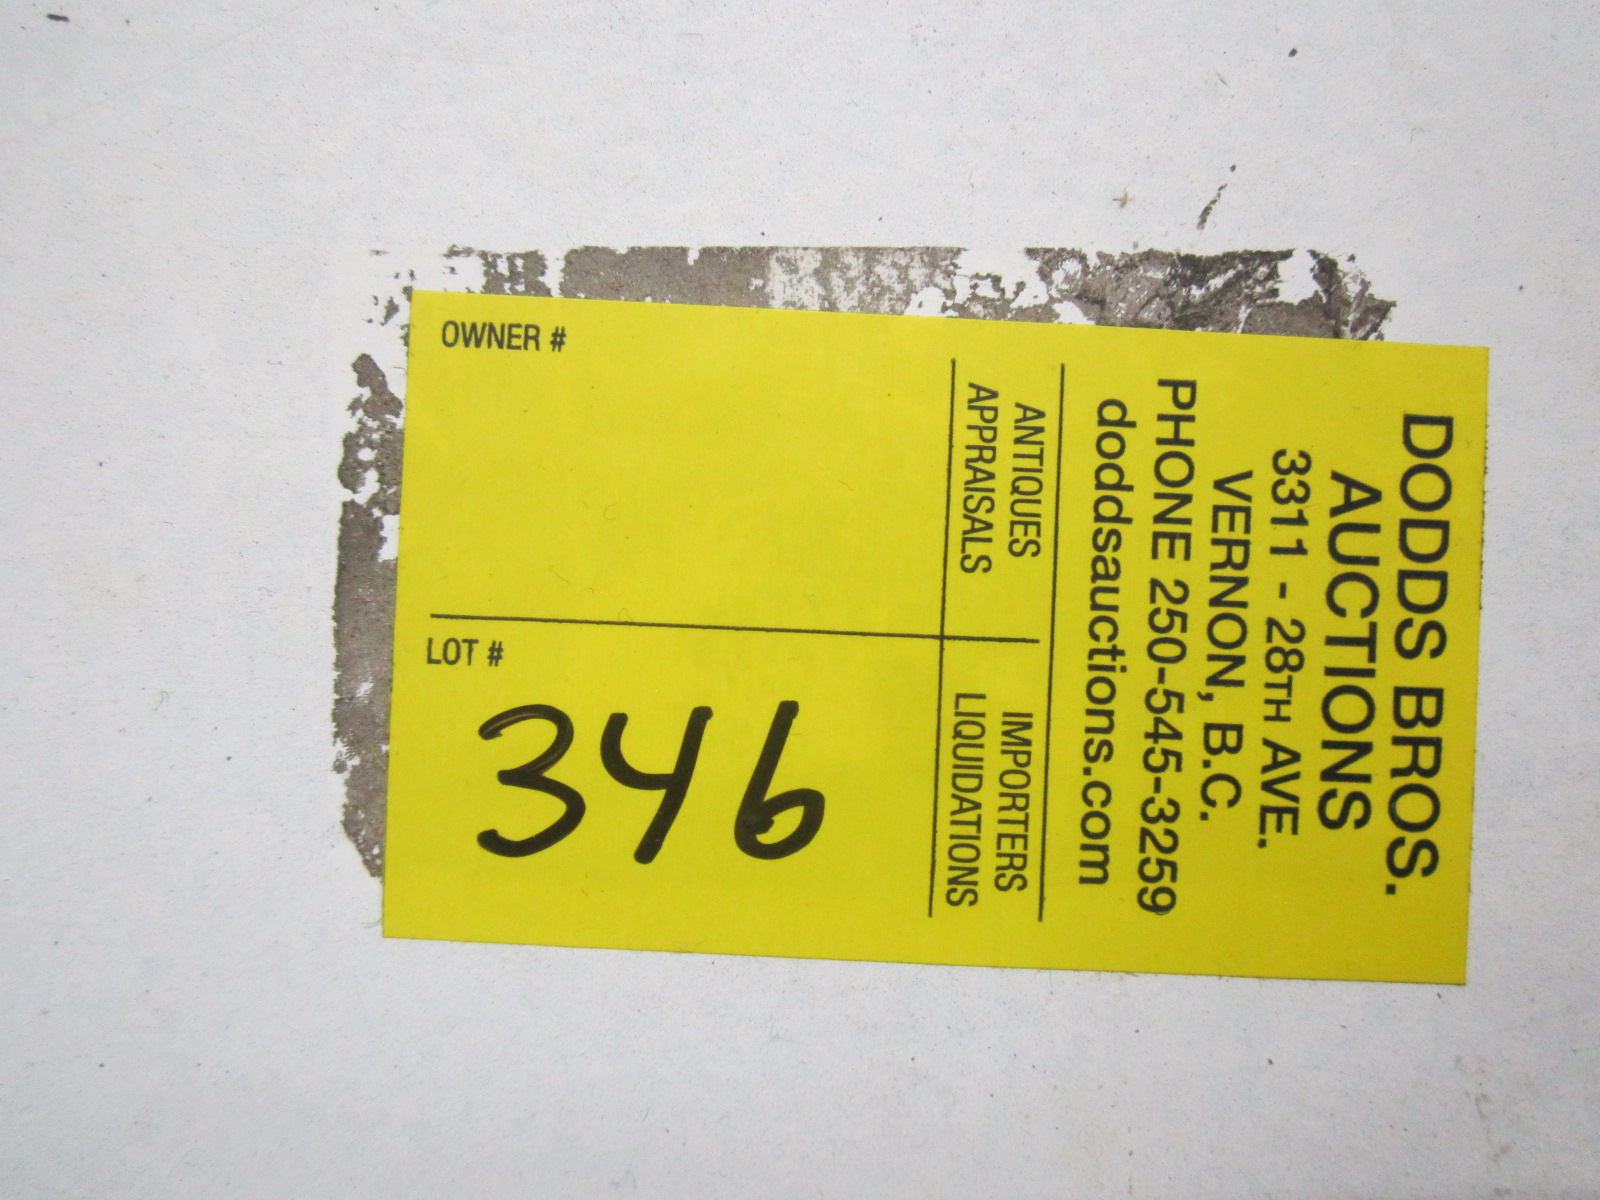 DODDS BROS.
AUCTIONS
3311 - 28TH AVE.
VERNON, B.C.
PHONE 250-545-3259
doddsauctions.com
ANTIQUES
APPRAISALS
IMPORTERS
LIQUIDATIONS
OWNER #
LOT #
346